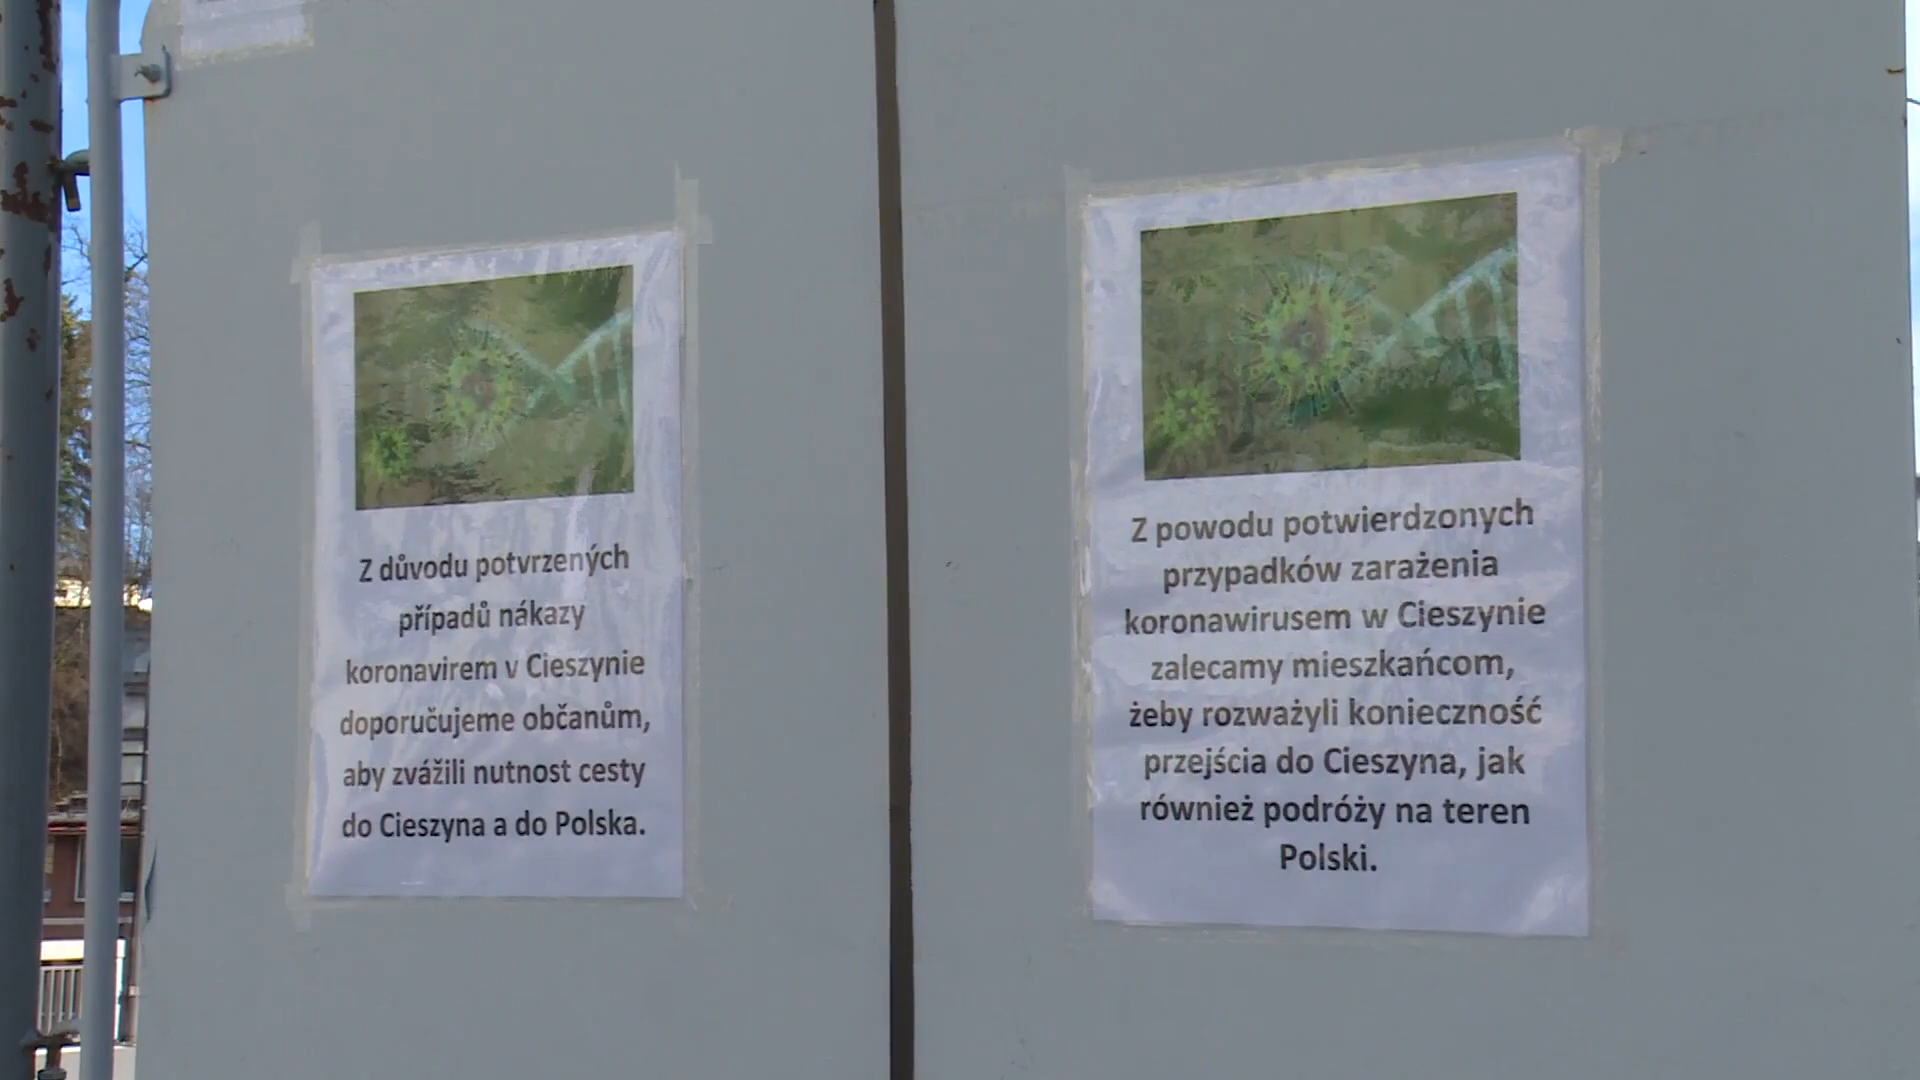 Z důvodu potvrzených
případů nákazy
koronavirem v Cieszynie
doporučujeme občanům,
aby zvážili nutnost cesty
do Cieszyna a do Polska.
Z powodu potwierdzonych
przypadków zarażenia
koronawirusem w Cieszynie
zalecamy mieszkańcom,
żeby rozważyli konieczność
przejścia do Cieszyna, jak
również podróży na teren
Polski.